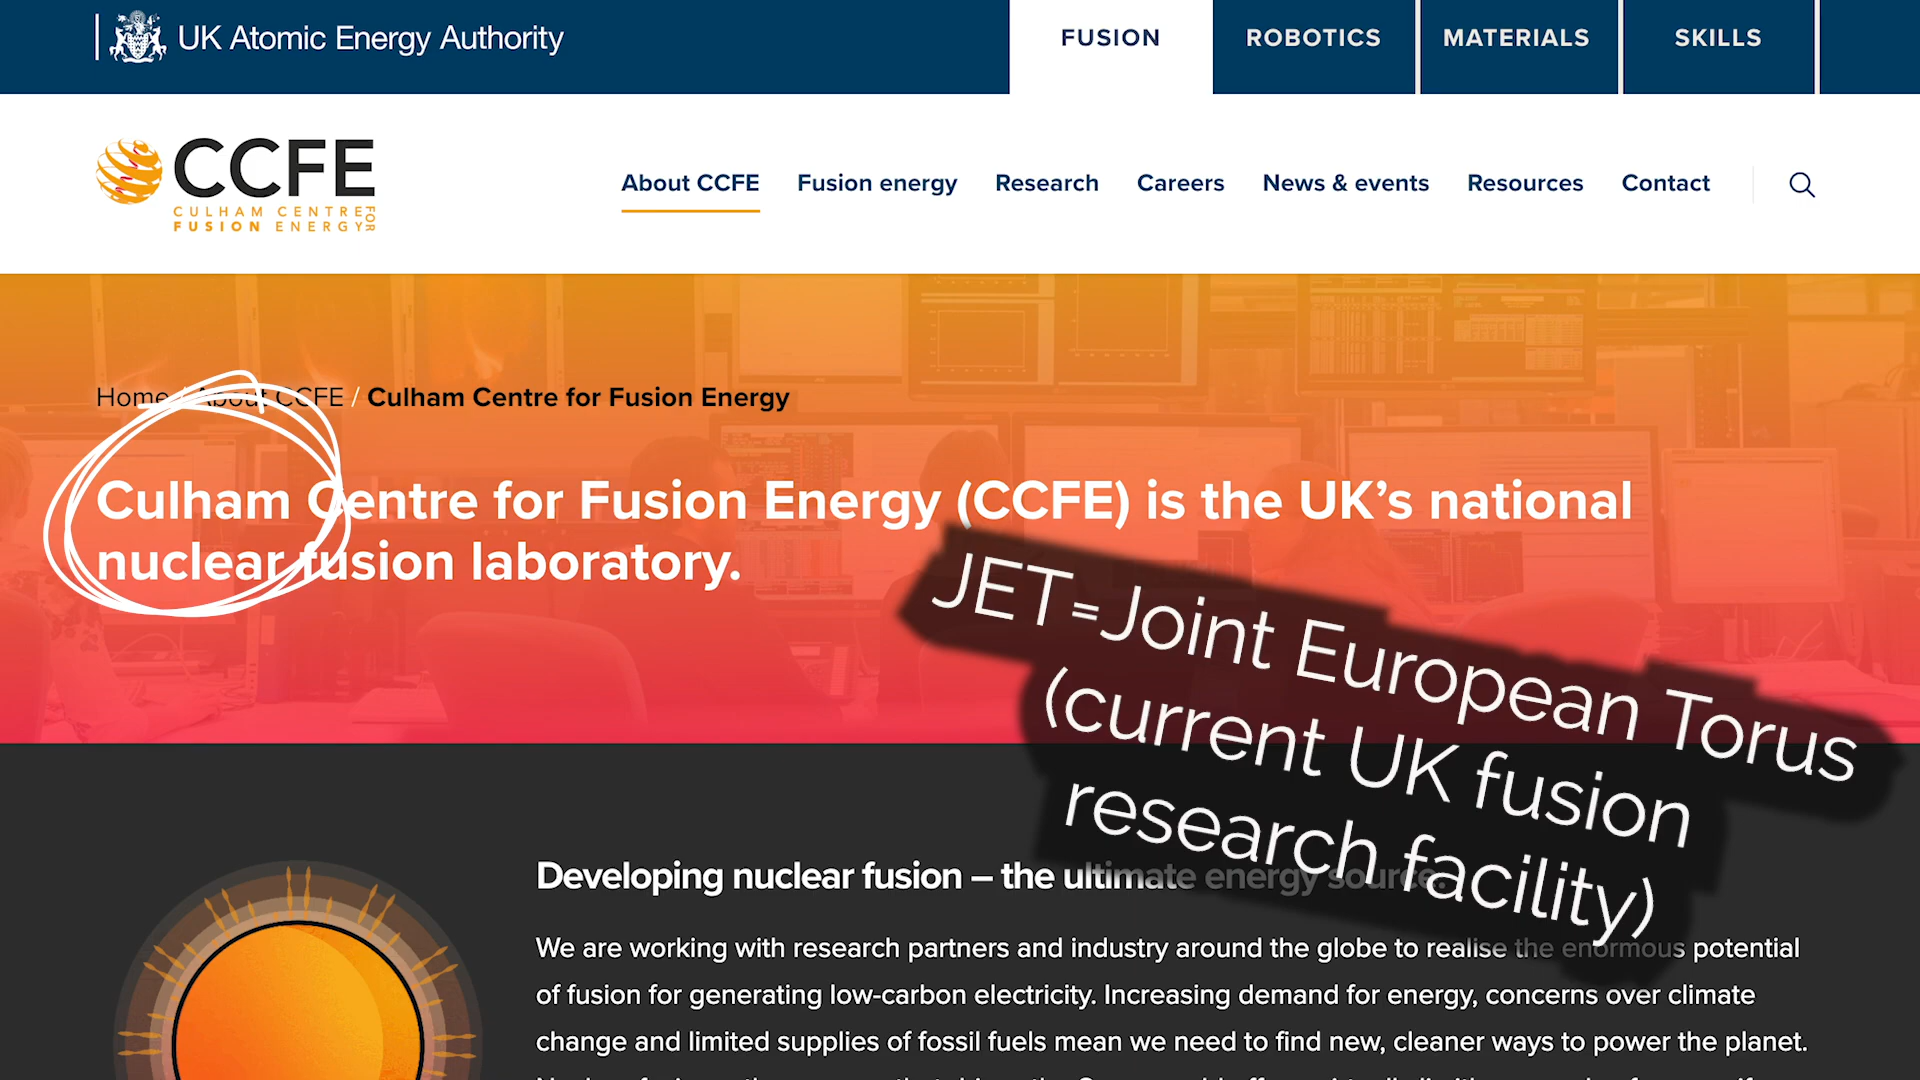 UK Atomic Energy Authority
FUSION
ROBOTICS
MATERIALS
SKILLS
CCFE
CULHAM CENTRE FOR
FUSION ENERGY
About CCFE
Fusion energy
Research
Careers
News & events
Resources
Contact
Home / About CCFE / Culham Centre for Fusion Energy
Culham Centre for Fusion Energy (CCFE) is the UK's national
nuclear fusion laboratory.
JET=Joint European Torus
(current UK fusion
research facility)
Developing nuclear fusion – the ultimate energy source.
We are working with research partners and industry around the globe to realise the enormous potential
of fusion for generating low-carbon electricity. Increasing demand for energy, concerns over climate
change and limited supplies of fossil fuels mean we need to find new, cleaner ways to power the planet.